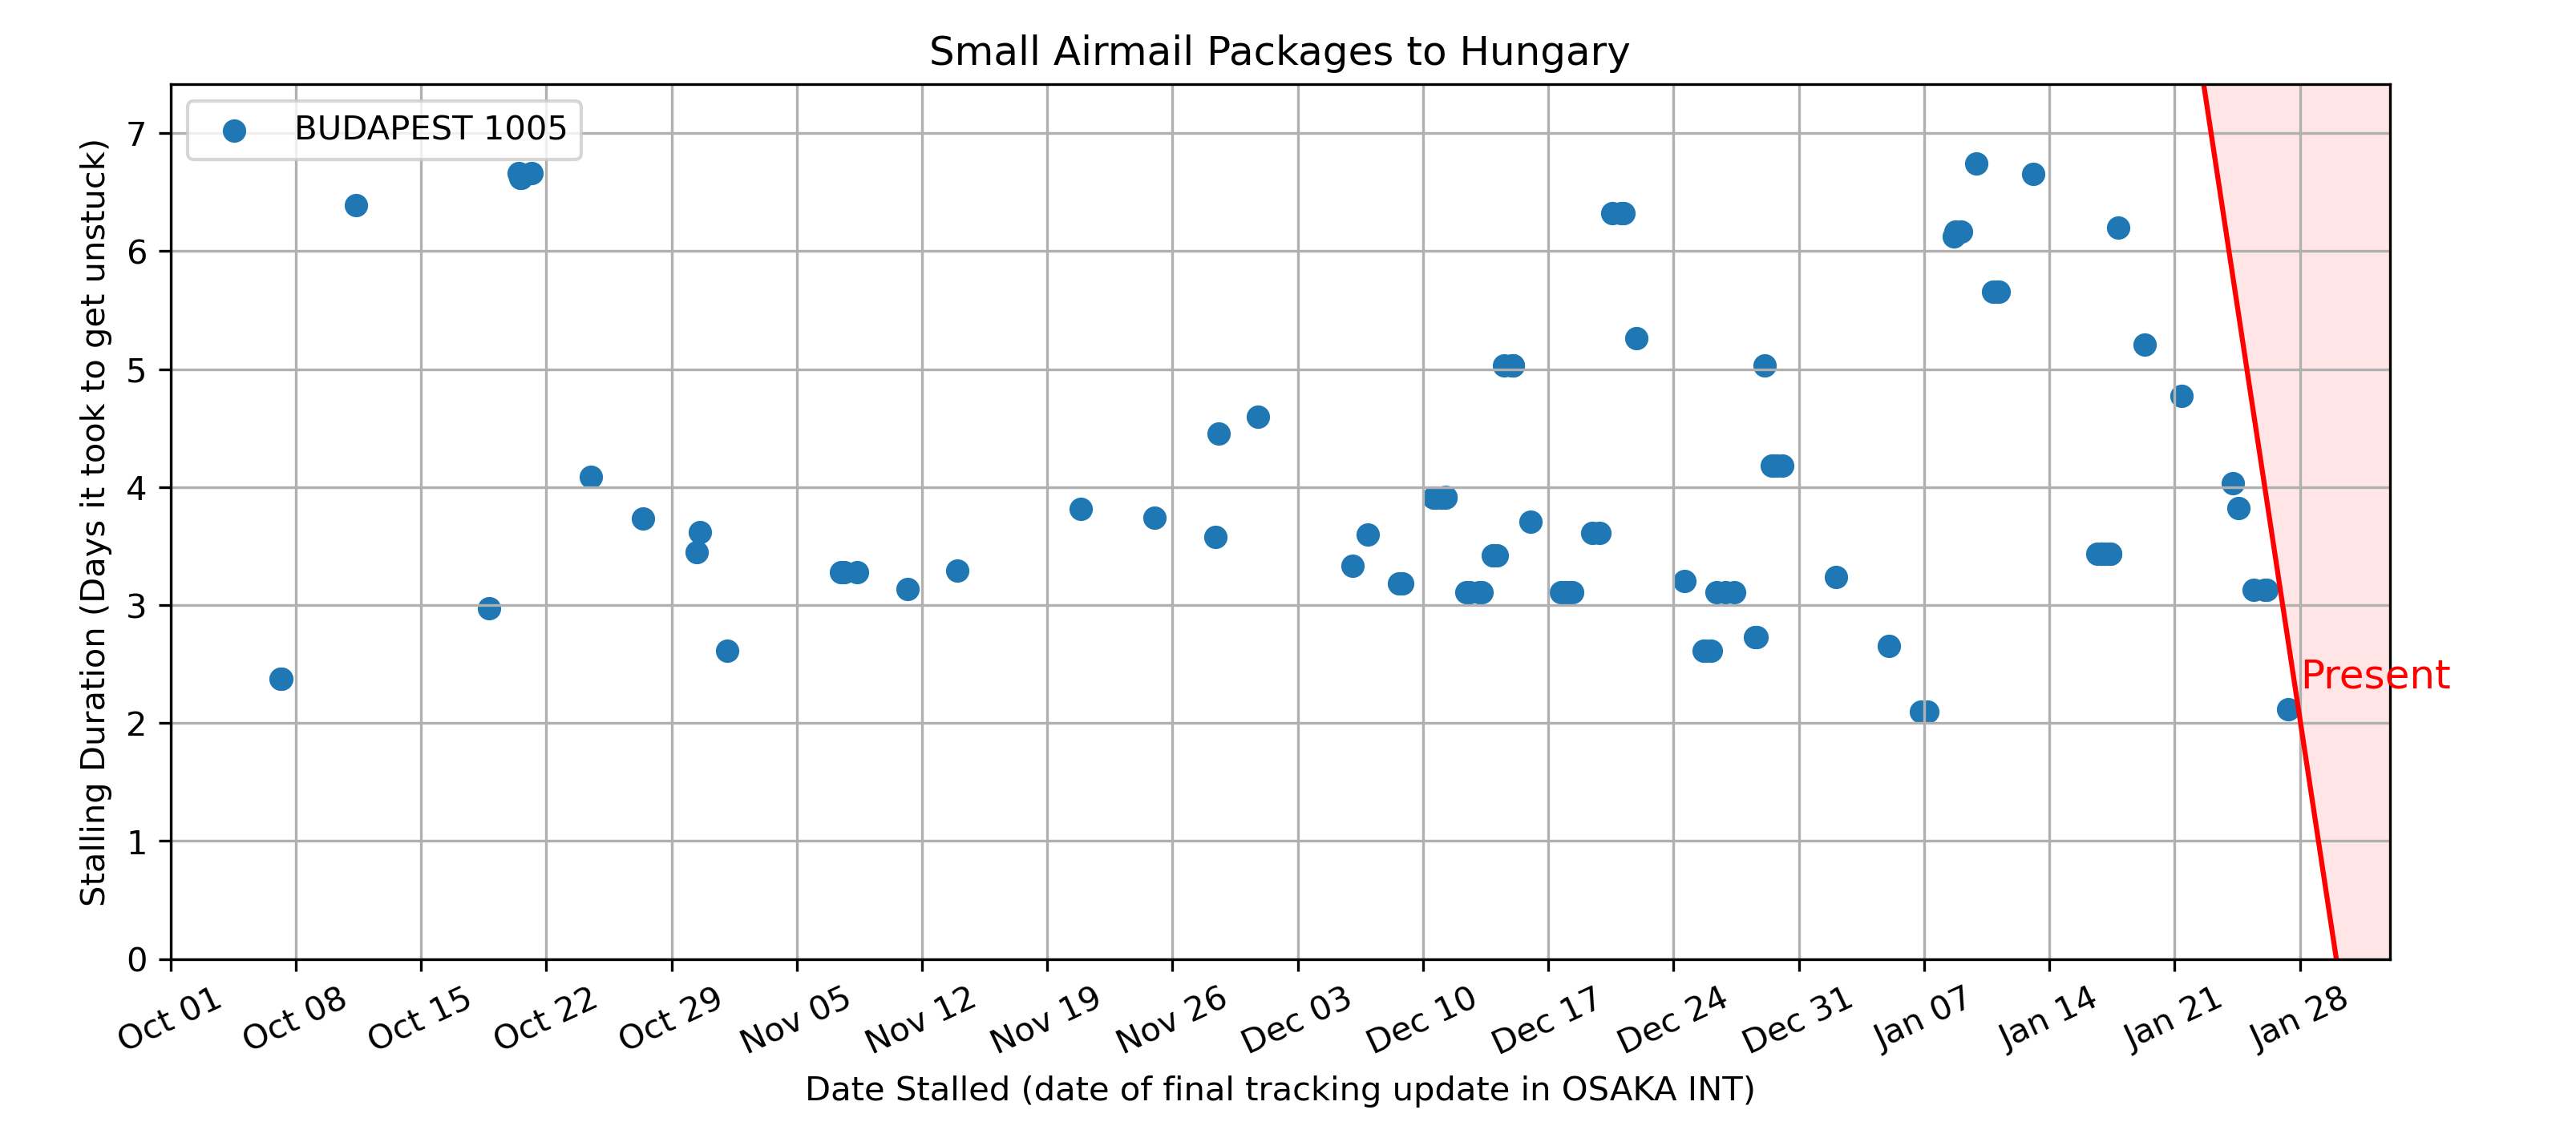 Small Airmail Packages to Hungary
BUDAPEST 1005
Stalling Duration (Days it took to get unstuck)
7
6
5
4
3
2
1
0
Present
Oct 01
Oct 08
Oct 15
Oct 22
Oct 29
Nov 05
Nov 12
Nov 19
Nov 26
Dec 03
Dec 10
Dec 17
Dec 24
Dec 31
Jan 07
Jan 14
Jan 21
Jan 28
Date Stalled (date of final tracking update in OSAKA INT)